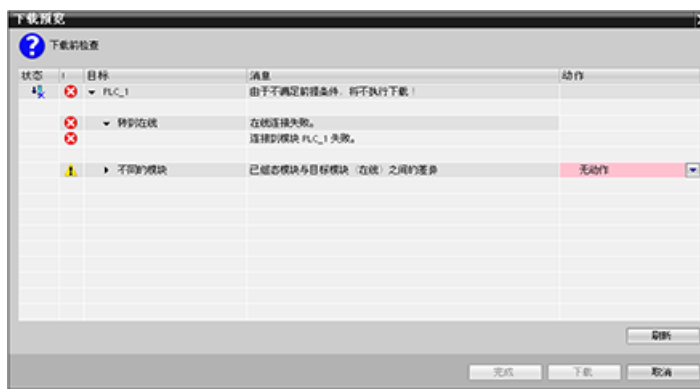 下载预览
下载前检查
状态 ! 目标 消息 动作
PLC_1 由于不满足前提条件，将不执行下载！
转到在线 在线连接失败。
连接到模块 PLC_1 失败。
不同的模块 已组态模块与目标模块（在线）之间的差异 无动作
刷新
完成 下载 取消